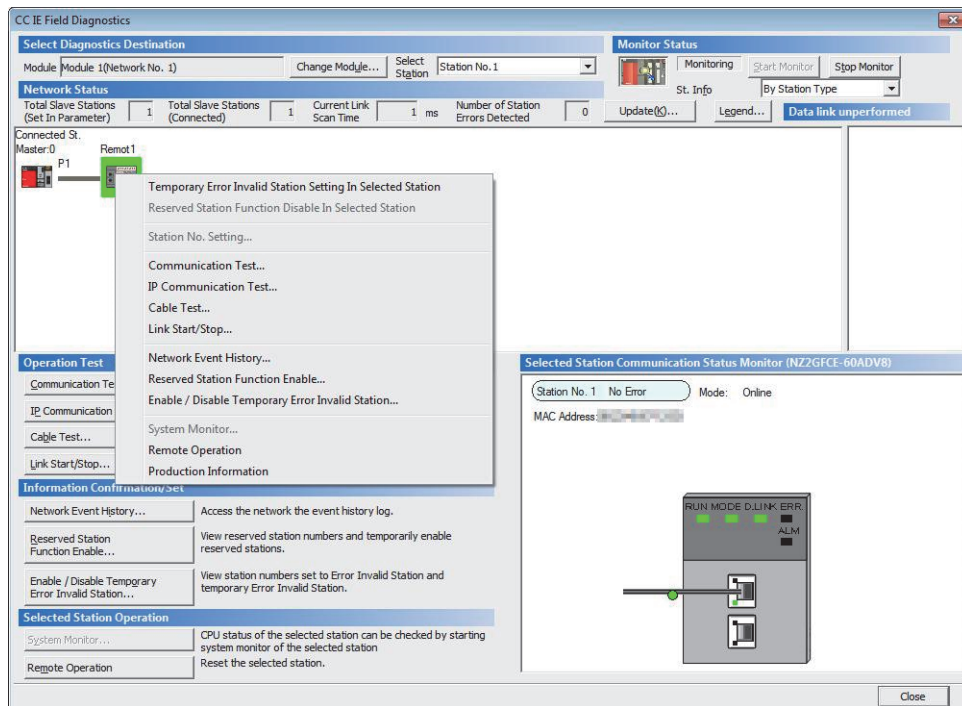 CC IE Field Diagnostics
Select Diagnostics Destination
Monitor Status
Module Module 1(Network No. 1)
Change Module...
Select
Station
Station No.1
Monitoring
Start Monitor
Stop Monitor
St. Info
By Station Type
Network Status
Total Slave Stations
(Set In Parameter)
1
Total Slave Stations
(Connected)
1
Current Link
Scan Time
1 ms
Number of Station
Errors Detected
0
Update(K)...
Legend...
Data link unperformed
Connected St.
Master:0
Remot1
P1
Temporary Error Invalid Station Setting In Selected Station
Reserved Station Function Disable In Selected Station
Station No. Setting...
Communication Test...
IP Communication Test...
Cable Test...
Link Start/Stop...
Network Event History...
Reserved Station Function Enable...
Enable / Disable Temporary Error Invalid Station...
System Monitor...
Remote Operation
Production Information
Operation Test
Communication Te
IP Communication
Cable Test...
Link Start/Stop...
Information Confirmation/Set
Network Event History...
Access the network the event history log.
Reserved Station
Function Enable...
View reserved station numbers and temporarily enable
reserved stations.
Enable / Disable Temporary
Error Invalid Station...
View station numbers set to Error Invalid Station and
temporary Error Invalid Station.
Selected Station Operation
System Monitor...
CPU status of the selected station can be checked by starting
system monitor of the selected station
Remote Operation
Reset the selected station.
Selected Station Communication Status Monitor (NZ2GFCE-60ADV8)
Station No. 1 No Error
Mode: Online
MAC Address:
RUN MODE D.LINK ERR.
ALM
Close